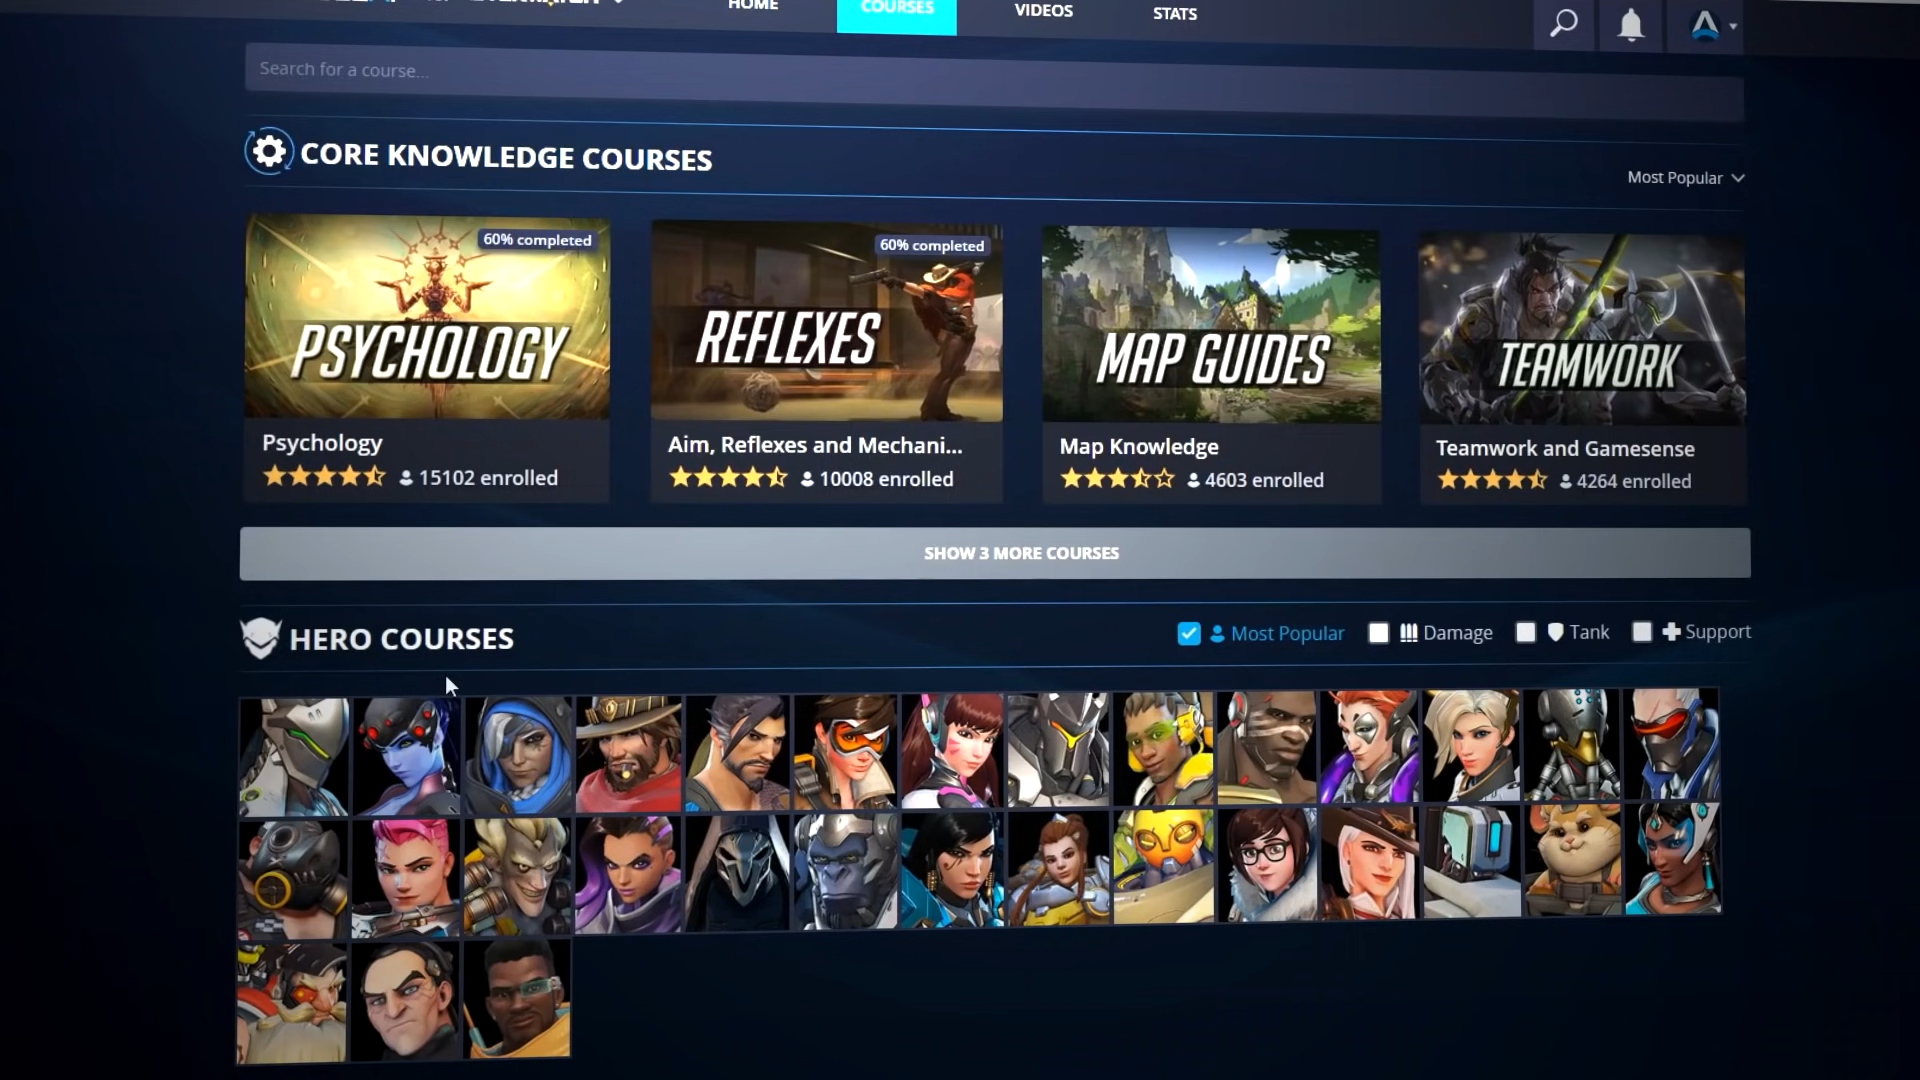 HOME
COURSES
VIDEOS
STATS
Search for a course...
CORE KNOWLEDGE COURSES
Most Popular
60% completed
PSYCHOLOGY
Psychology
15102 enrolled
60% completed
REFLEXES
Aim, Reflexes and Mechani...
10008 enrolled
MAP GUIDES
Map Knowledge
4603 enrolled
TEAMWORK
Teamwork and Gamesense
4264 enrolled
SHOW 3 MORE COURSES
HERO COURSES
Most Popular
Damage
Tank
Support